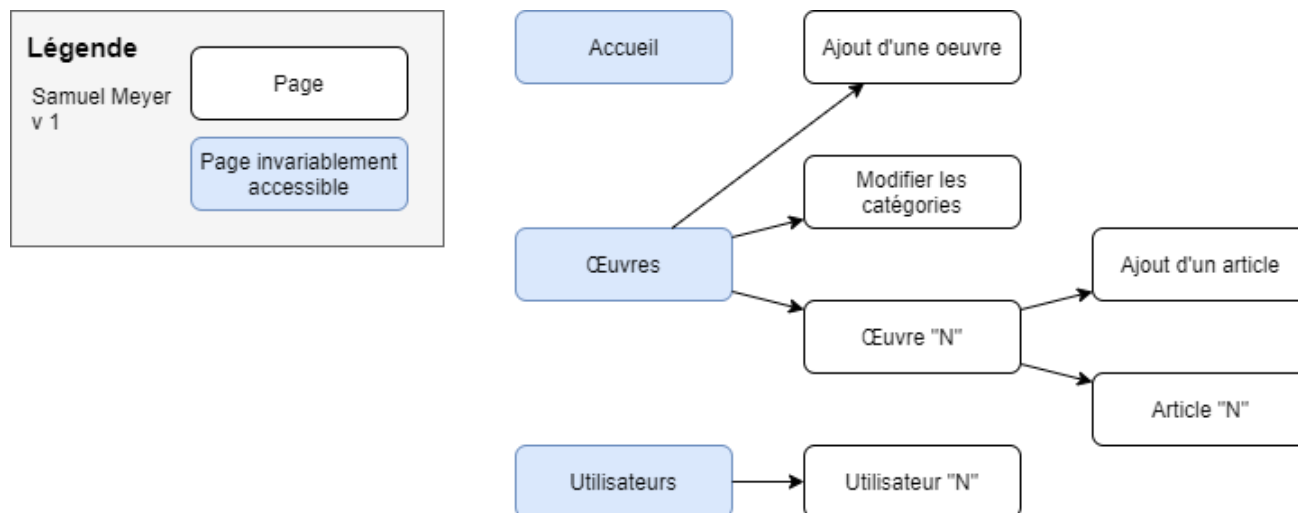 Légende
Samuel Meyer
v 1
Page
Page invariablement
accessible
Accueil
Ajout d'une oeuvre
Modifier les
catégories
Œuvres
Ajout d'un article
Œuvre "N"
Article "N"
Utilisateurs
Utilisateur "N"